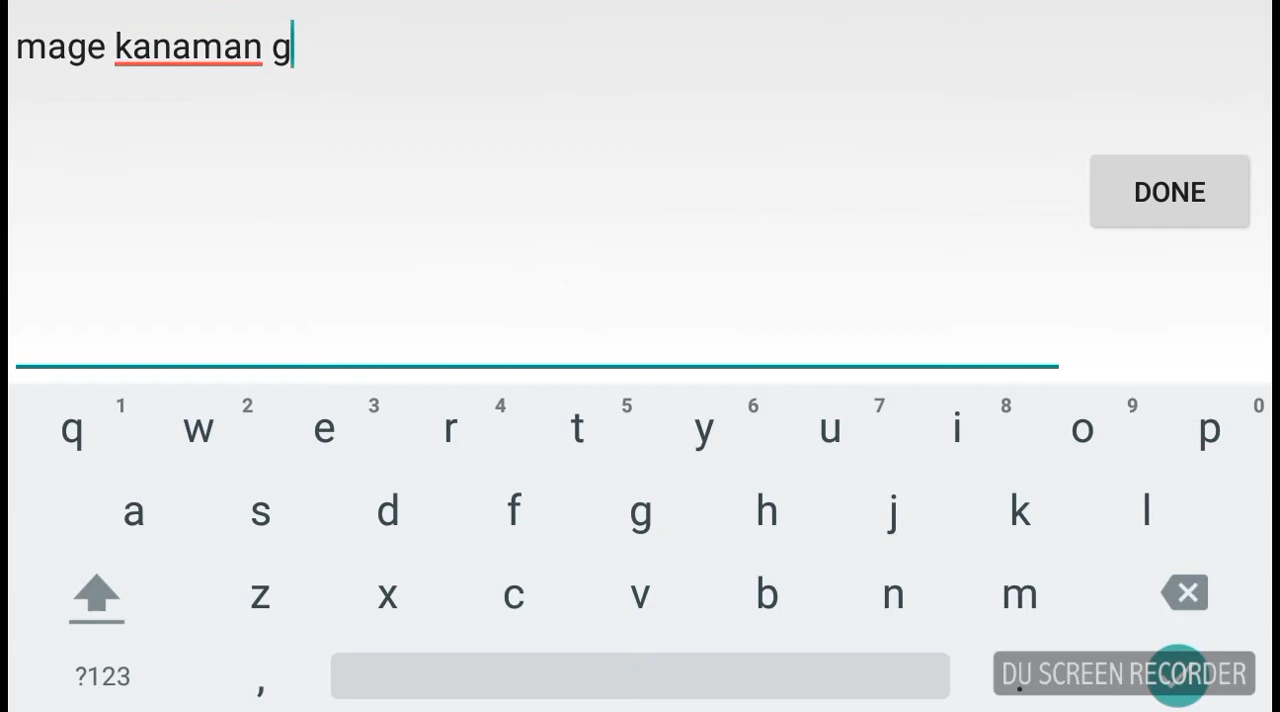 mage kanaman g
DONE
q 1 w 2 e 3 r 4 t 5 y 6 u 7 i 8 o 9 p 0
a s d f g h j k l
z x c v b n m
?123 , .
DU SCREEN RECORDER